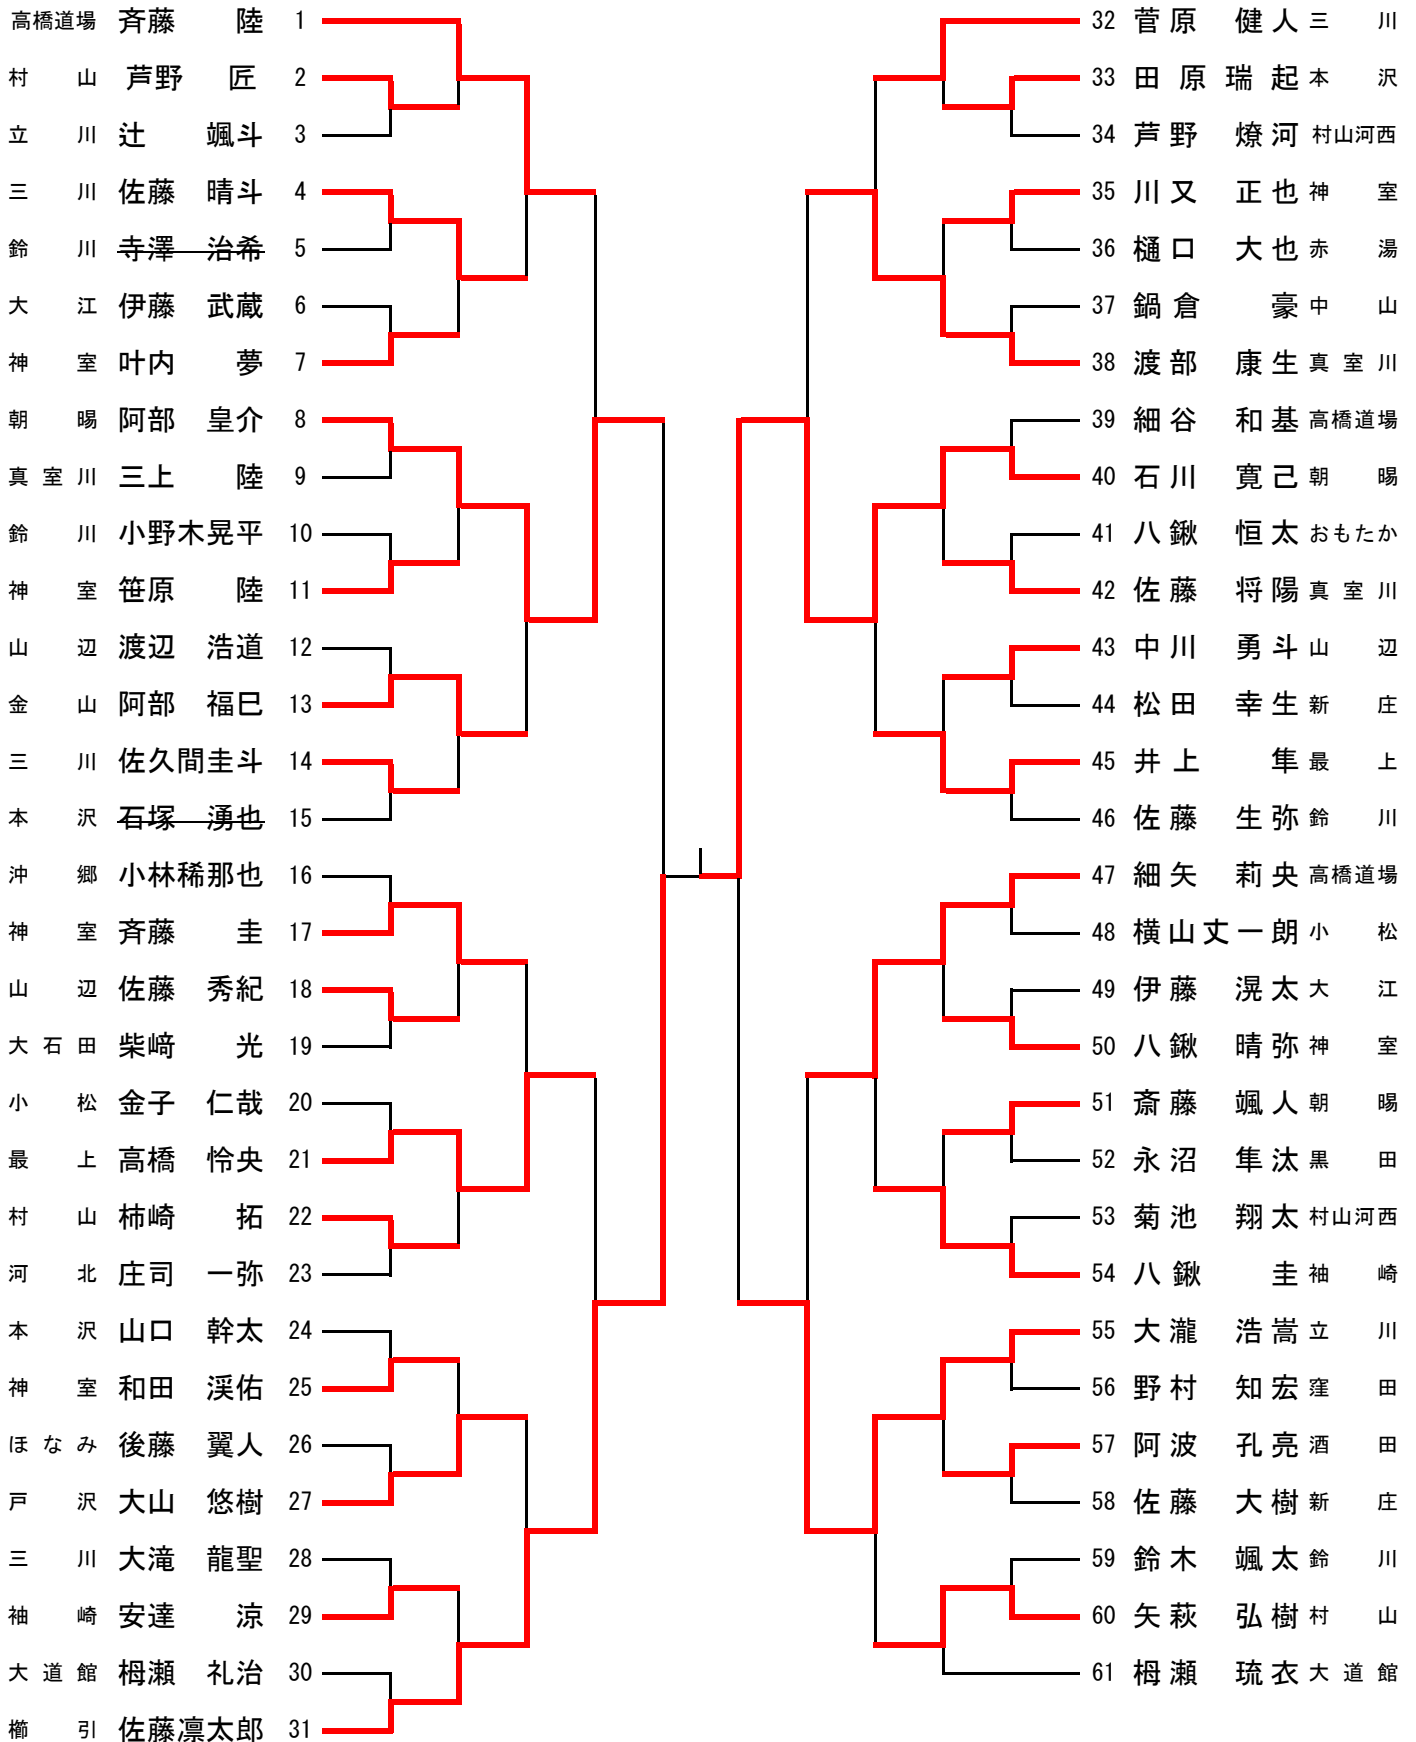 高橋道場 斉藤 陸 1
村山 芦野 匠 2
立川 辻 颯斗 3
三川 佐藤 晴斗 4
鈴川 寺澤 治希 5
大江 伊藤 武蔵 6
神室 叶内 夢 7
朝暘 阿部 皇介 8
真室川 三上 陸 9
鈴川 小野木晃平 10
神室 笹原 陸 11
山辺 渡辺 浩道 12
金山 阿部 福巳 13
三川 佐久間圭斗 14
本沢 石塚 湧也 15
沖郷 小林稀那也 16
神室 斉藤 圭 17
山辺 佐藤 秀紀 18
大石田 柴﨑 光 19
小松 金子 仁哉 20
最上 高橋 怜央 21
村山 柿崎 拓 22
河北 庄司 一弥 23
本沢 山口 幹太 24
神室 和田 渓佑 25
ほなみ 後藤 翼人 26
戸沢 大山 悠樹 27
三川 大滝 龍聖 28
袖崎 安達 涼 29
大道館 栂瀬 礼治 30
櫛引 佐藤凛太郎 31
32 菅原 健人 三川
33 田原瑞起 本沢
34 芦野 燎河 村山河西
35 川又 正也 神室
36 樋口 大也 赤湯
37 鍋倉 豪 中山
38 渡部 康生 真室川
39 細谷 和基 高橋道場
40 石川 寛己 朝暘
41 八鍬 恒太 おもたか
42 佐藤 将陽 真室川
43 中川 勇斗 山辺
44 松田 幸生 新庄
45 井上 隼 最上
46 佐藤 生弥 鈴川
47 細矢 莉央 高橋道場
48 横山丈一朗 小松
49 伊藤 滉太 大江
50 八鍬 晴弥 神室
51 斎藤 颯人 朝暘
52 永沼 隼汰 黒田
53 菊池 翔太 村山河西
54 八鍬 圭 袖崎
55 大瀧 浩嵩 立川
56 野村 知宏 窪田
57 阿波 孔亮 酒田
58 佐藤 大樹 新庄
59 鈴木 颯太 鈴川
60 矢萩 弘樹 村山
61 栂瀬 琉衣 大道館